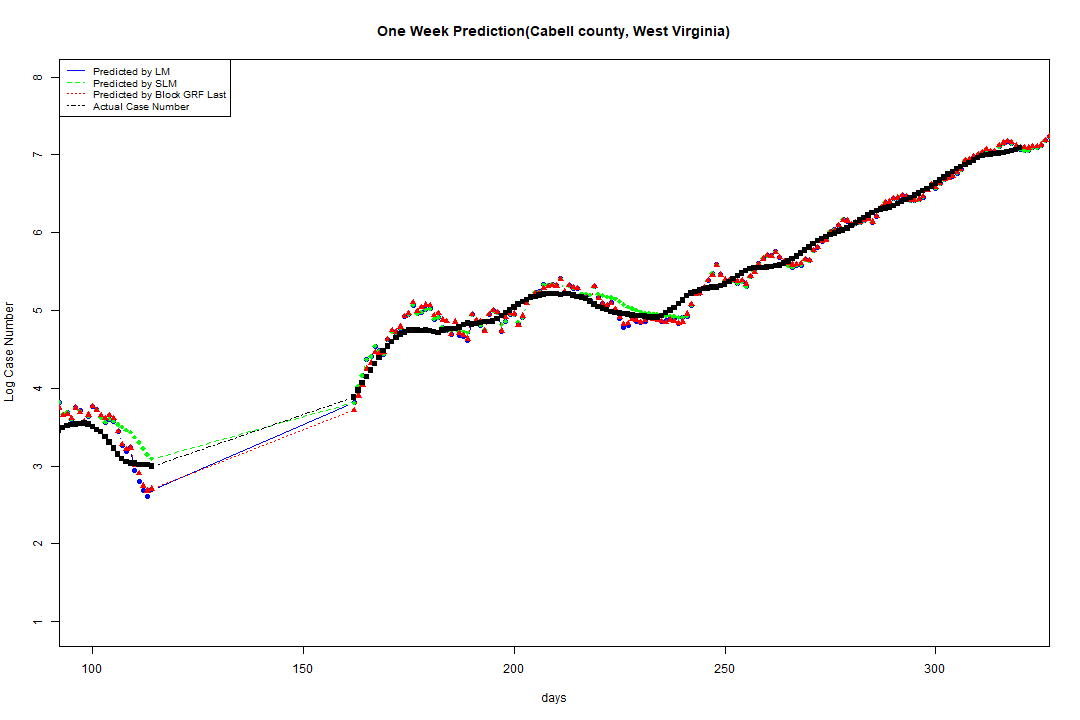 One Week Prediction(Cabell county, West Virginia)
Predicted by LM
Predicted by SLM
Predicted by Block GRF Last
Actual Case Number
8
7
6
5
4
3
2
1
Log Case Number
100 150 200 250 300
days